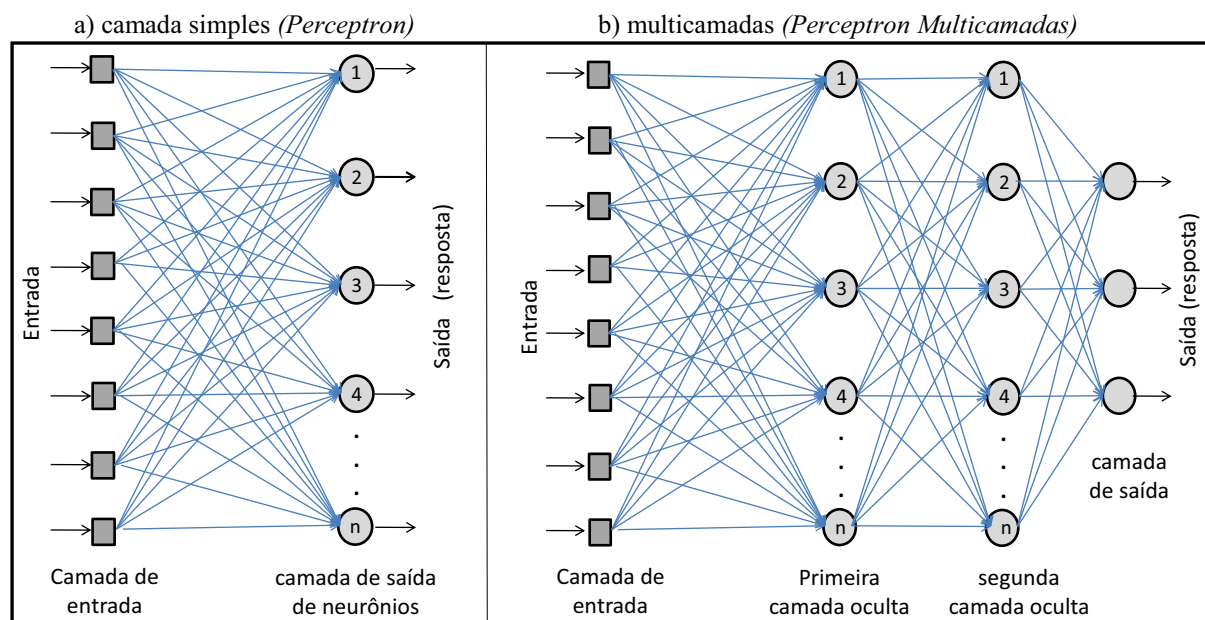 a) camada simples (Perceptron)
Entrada
1
2
3
4
.
.
.
n
Saída (resposta)
Camada de
entrada
camada de saída
de neurônios
b) multicamadas (Perceptron Multicamadas)
Entrada
1
2
3
4
.
.
.
n
1
2
3
4
.
.
.
n
Saída (resposta)
camada
de saída
Camada de
entrada
Primeira
camada oculta
segunda
camada oculta